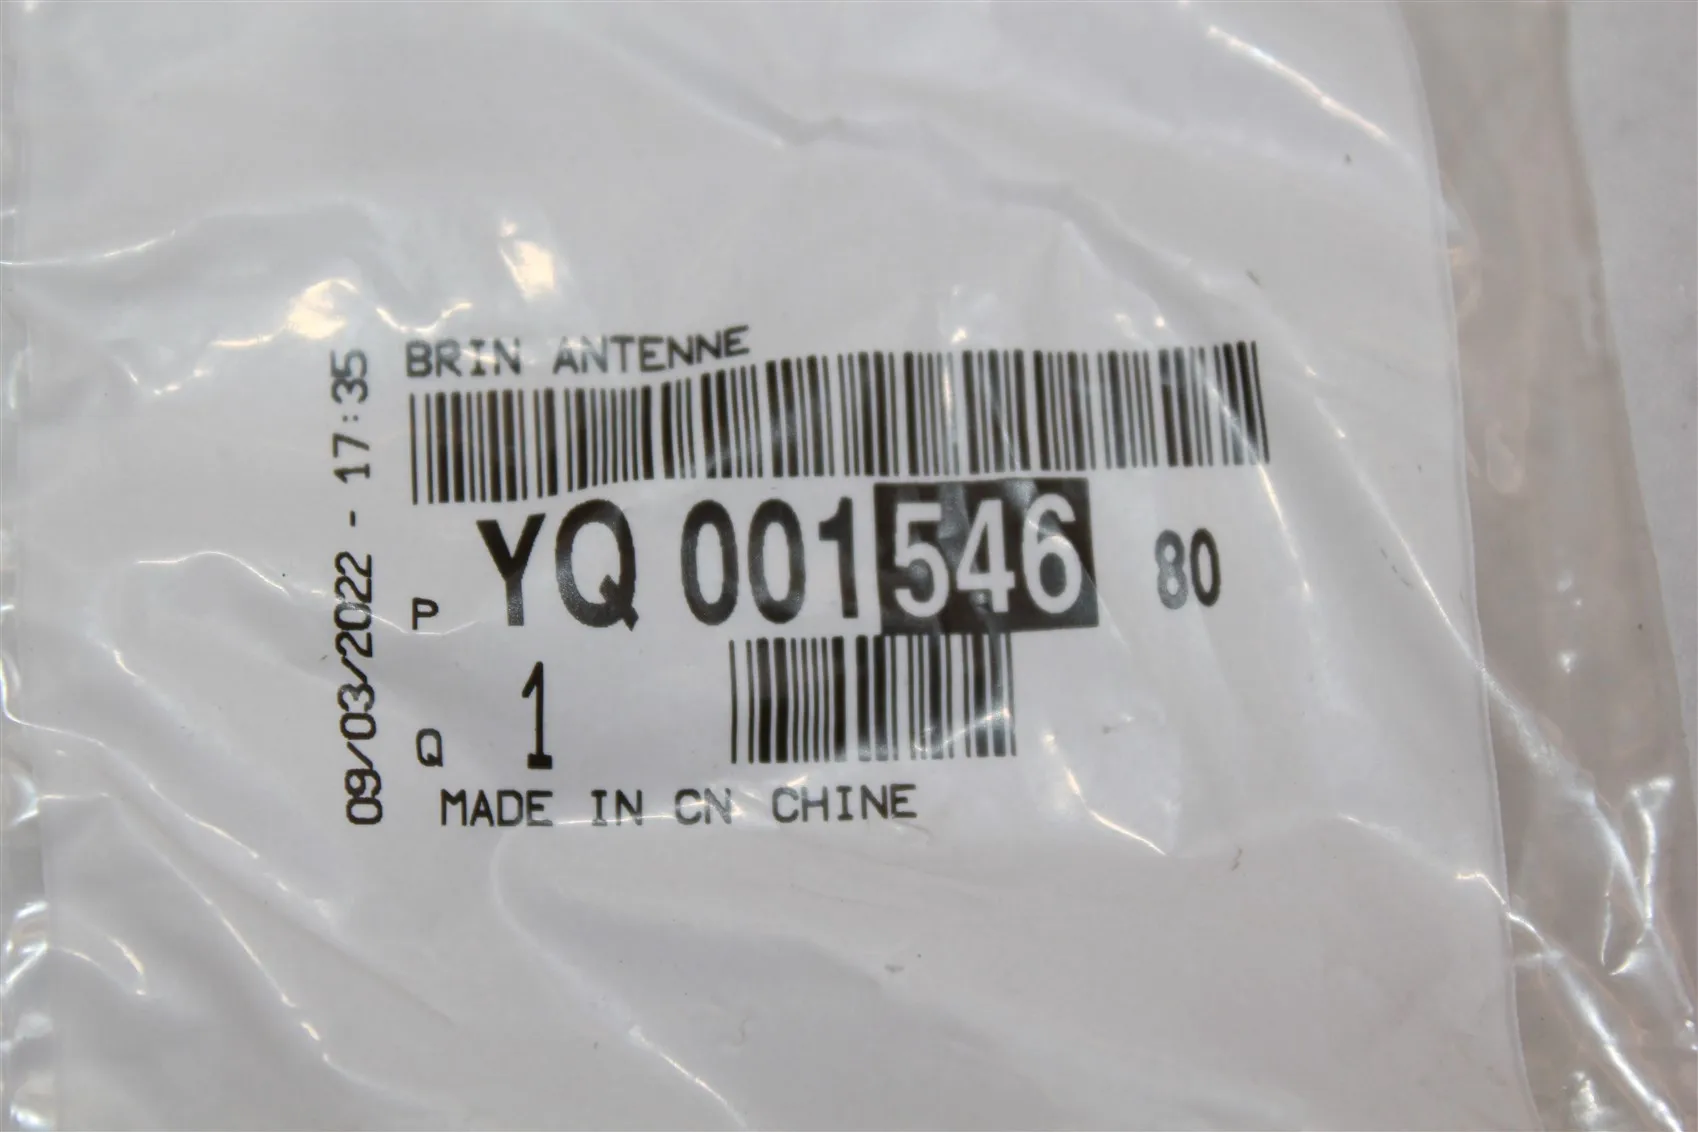 BRIN ANTENNE
09/03/2022 - 17:35
P YQ 001546 80
Q 1
MADE IN CN CHINE